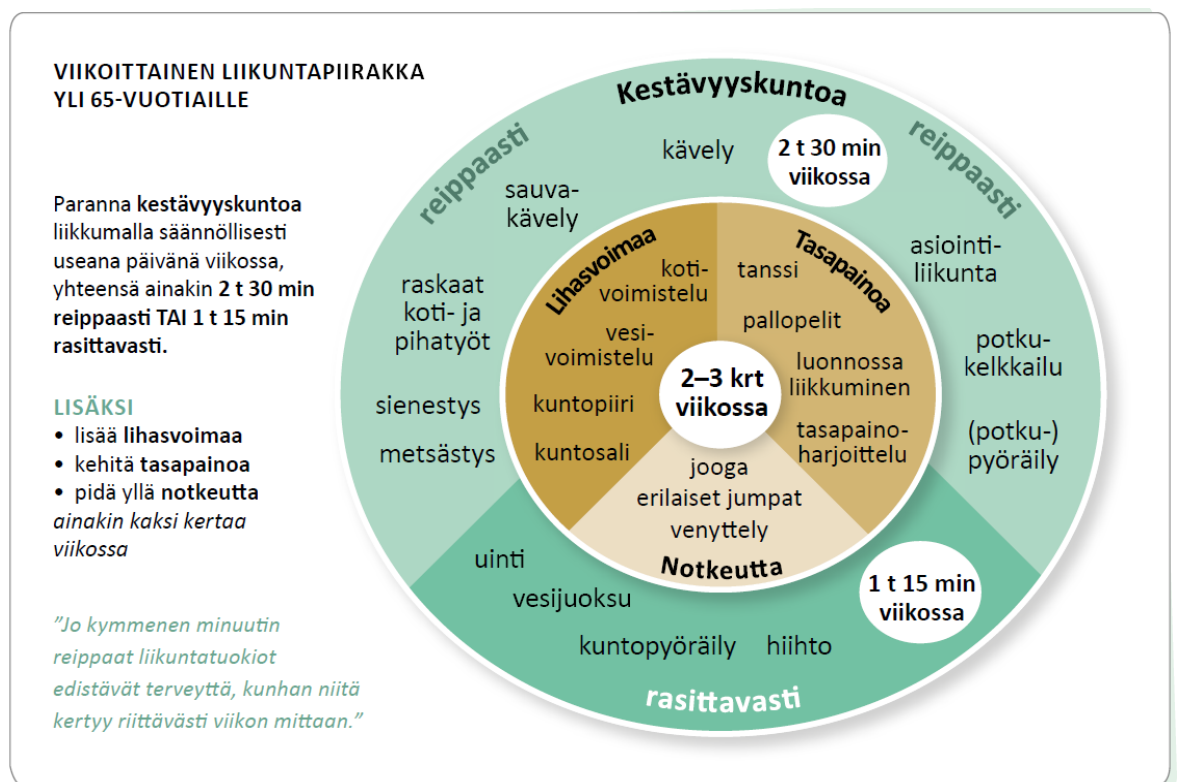 VIIKOITTAINEN LIIKUNTAPIIRAKKA
YLI 65-VUOTIAILLE
Paranna kestävyyskuntoa
liikkumalla säännöllisesti
useana päivänä viikossa,
yhteensä ainakin 2 t 30 min
reippaasti TAI 1 t 15 min
rasittavasti.
LISÄKSI
• lisää lihasvoimaa
• kehitä tasapainoa
• pidä yllä notkeutta
ainakin kaksi kertaa
viikossa
”Jo kymmenen minuutin
reippaat liikuntatuokiot
edistävät terveyttä, kunhan niitä
kertyy riittävästi viikon mittaan.”
Kestävyyskuntoa
reippaasti
reippaasti
2 t 30 min
viikossa
kävely
sauva-
kävely
raskaat
koti- ja
pihatyöt
sienestys
metsästys
asiointi-
liikunta
potku-
kelkkailu
(potku-)
pyöräily
Lihasvoimaa
koti-
voimistelu
vesi-
voimistelu
kuntopiiri
kuntosali
Tasapainoa
tanssi
pallopelit
luonnossa
liikkuminen
tasapaino-
harjoittelu
2–3 krt
viikossa
jooga
erilaiset jumpat
venyttely
Notkeutta
uinti
vesijuoksu
kuntopyöräily
hiihto
1 t 15 min
viikossa
rasittavasti